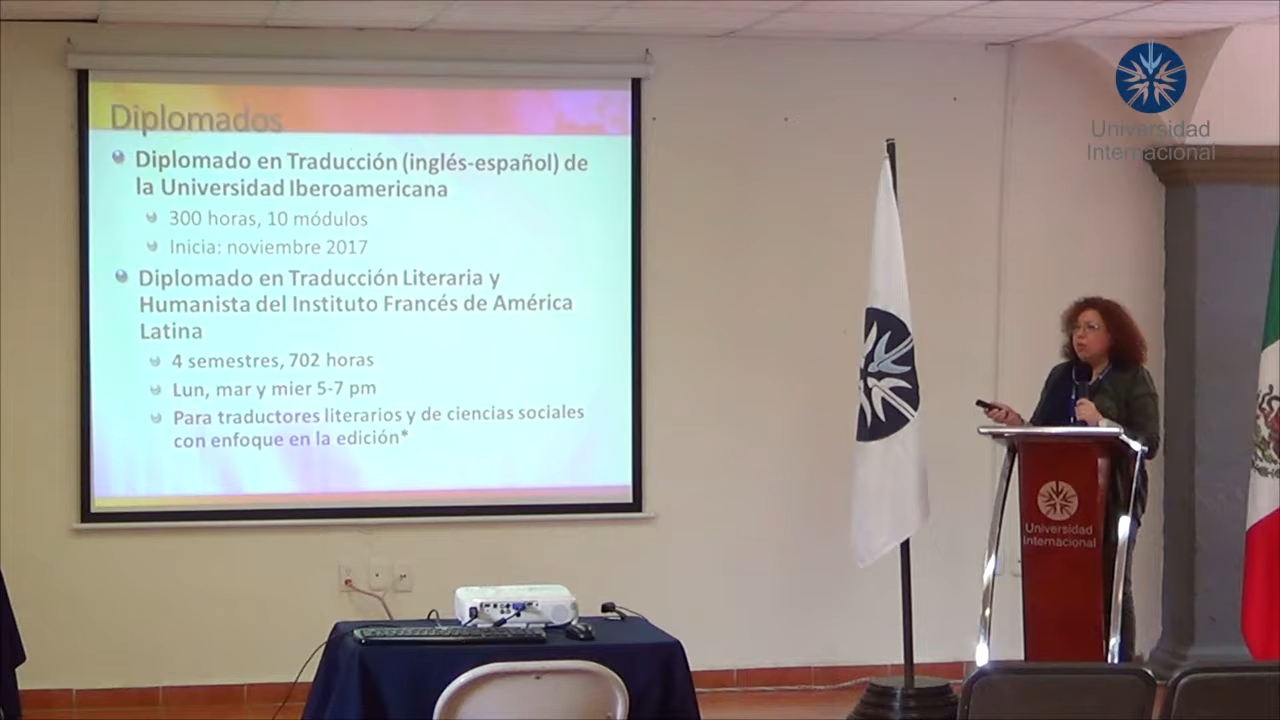 Diplomados
Diplomado en Traducción (inglés-español) de
la Universidad Iberoamericana
300 horas, 10 módulos
Inicia: noviembre 2017
Diplomado en Traducción Literaria y
Humanista del Instituto Francés de América
Latina
4 semestres, 702 horas
Lun, mar y mier 5-7 pm
Para traductores literarios y de ciencias sociales
con enfoque en la edición*
Universidad
Internacional
Universidad
Internacional